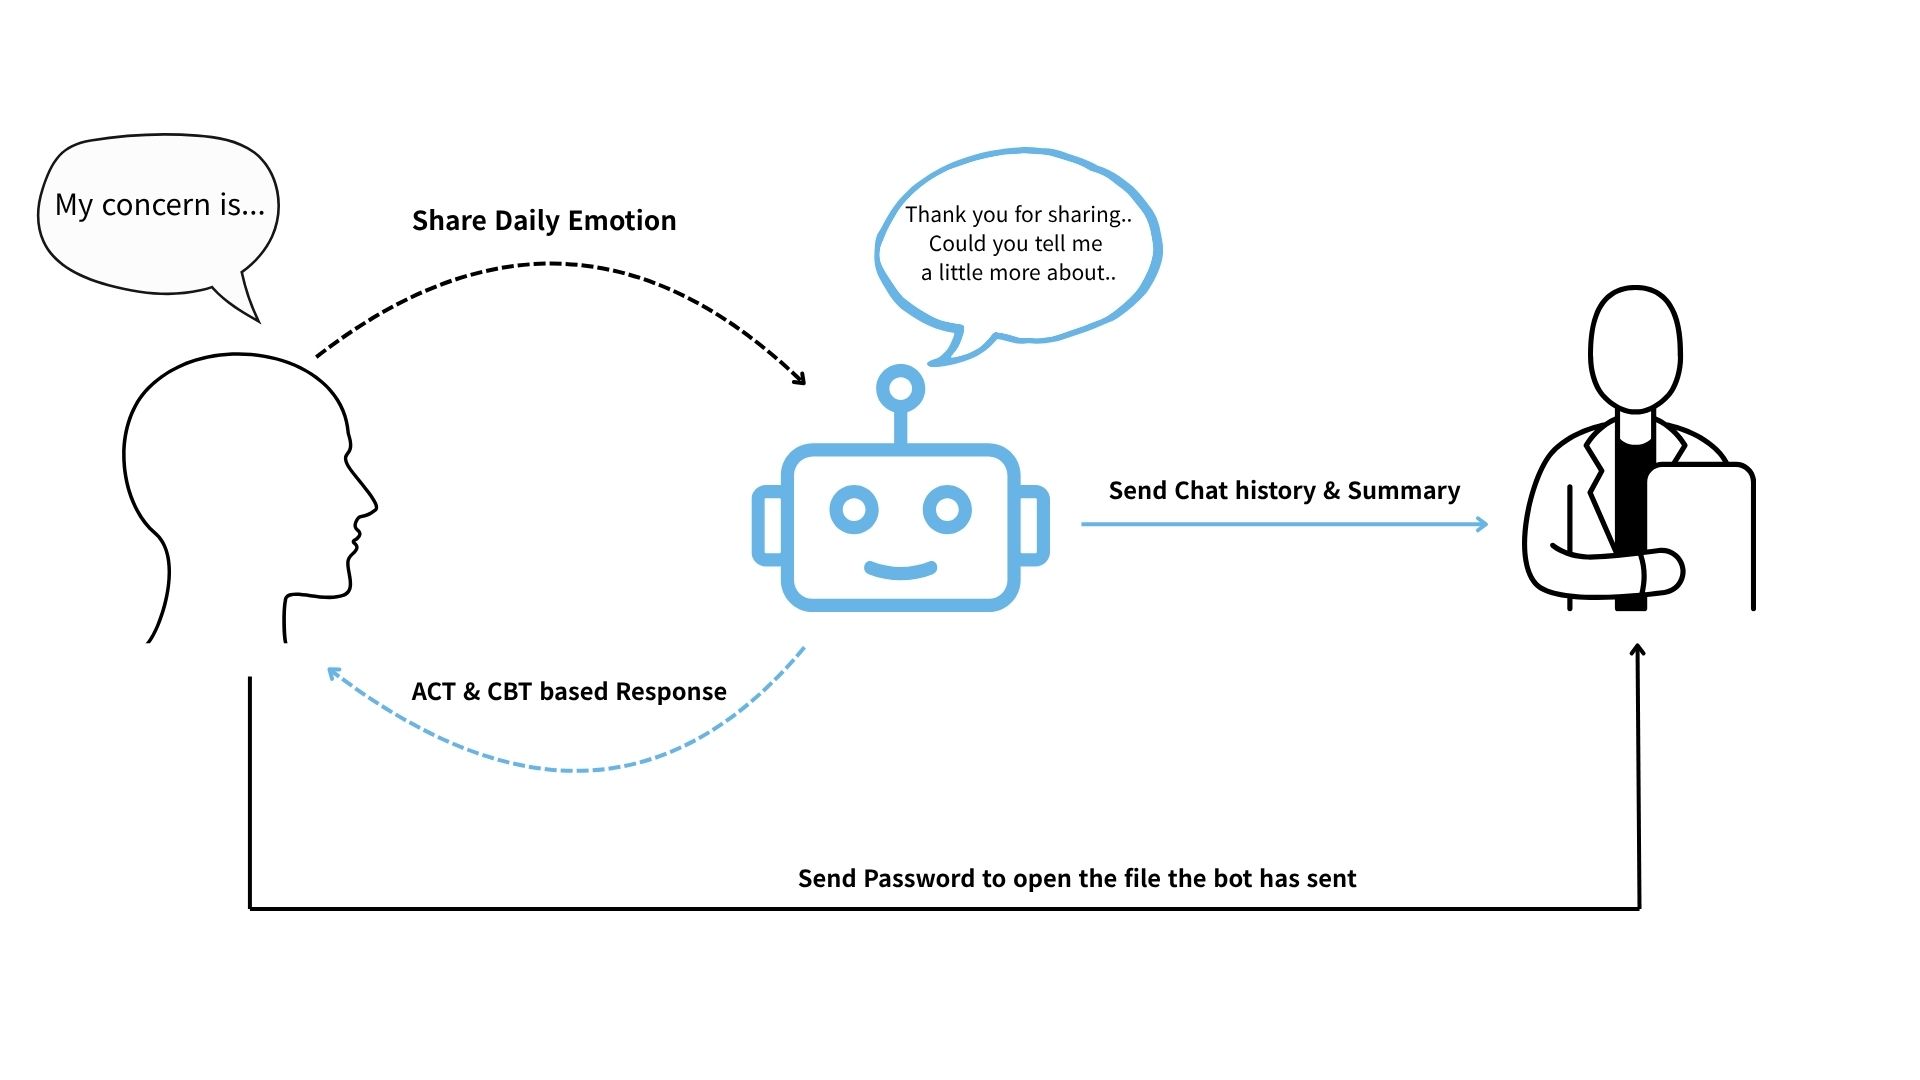 My concern is...
Share Daily Emotion
Thank you for sharing..
Could you tell me
a little more about..
Send Chat history & Summary
ACT & CBT based Response
Send Password to open the file the bot has sent